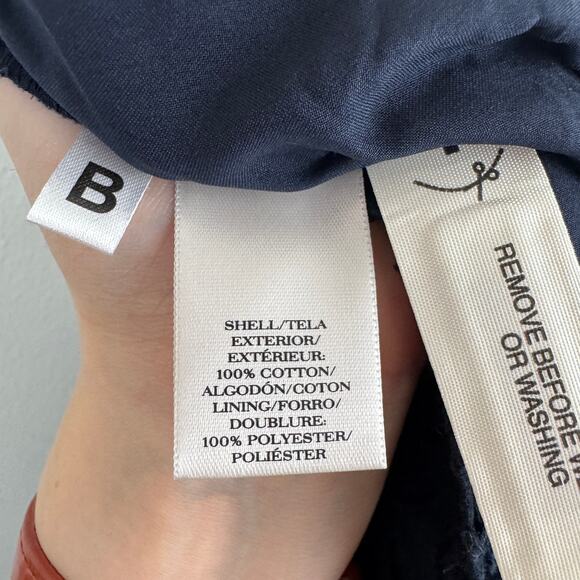 B
SHELL/TELA
EXTERIOR/
EXTÉRIEUR:
100% COTTON/
ALGODÓN/COTON
LINING/FORRO/
DOUBLURE:
100% POLYESTER/
POLIÉSTER
REMOVE BEFORE
OR WASHING